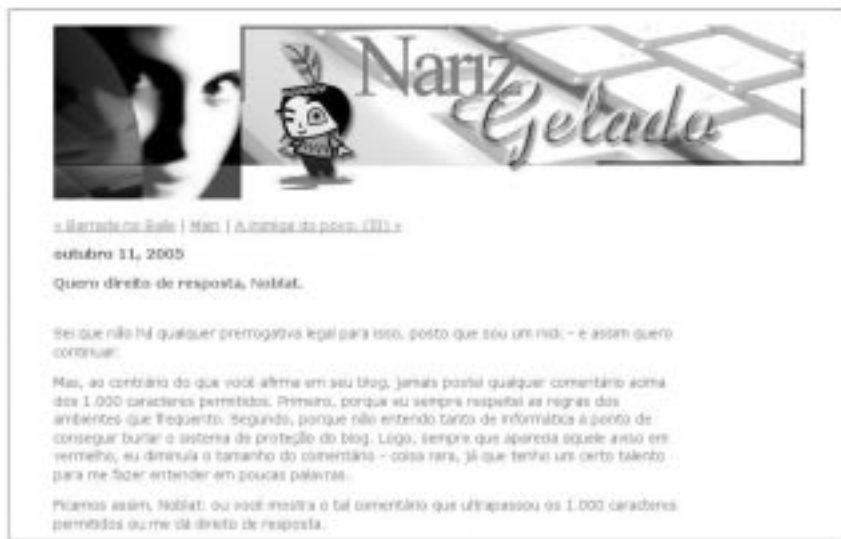 Nariz
Gelado
« Barrada no Baile | Main | A inimiga do povo. (III) »
outubro 11, 2005
Quero direito de resposta, Noblat.
Sei que não há qualquer prerrogativa legal para isso, posto que sou um nick – e assim quero
continuar.
Mas, ao contrário do que você afirma em seu blog, jamais postei qualquer comentário acima
dos 1.000 caracteres permitidos. Primeiro, porque eu sempre respeitei as regras dos
ambientes que frequento. Segundo, porque não entendo tanto de informática a ponto de
conseguir burlar o sistema de proteção do blog. Logo, sempre que aparecia aquele aviso em
vermelho, eu diminuía o tamanho do comentário – coisa rara, já que tenho um certo talento
para me fazer entender em poucas palavras.
Ficamos assim, Noblat: ou você mostra o tal comentário que ultrapassou os 1.000 caracteres
permitidos ou me dá direito de resposta.